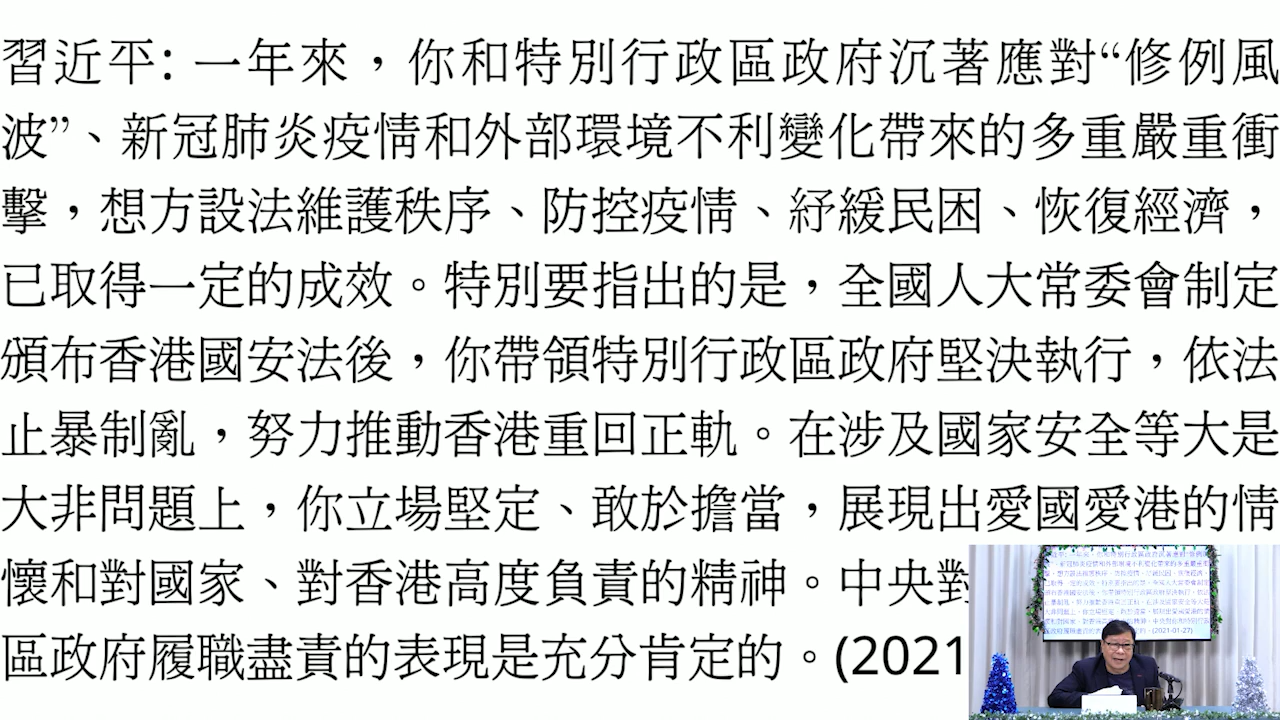 習近平: 一年來，你和特別行政區政府沉著應對“修例風
波”、新冠肺炎疫情和外部環境不利變化帶來的多重嚴重衝
擊，想方設法維護秩序、防控疫情、紓緩民困、恢復經濟，
已取得一定的成效。特別要指出的是，全國人大常委會制定
頒布香港國安法後，你帶領特別行政區政府堅決執行，依法
止暴制亂，努力推動香港重回正軌。在涉及國家安全等大是
大非問題上，你立場堅定、敢於擔當，展現出愛國愛港的情
懷和對國家、對香港高度負責的精神。中央對
區政府履職盡責的表現是充分肯定的。(2021
(2021-01-27)